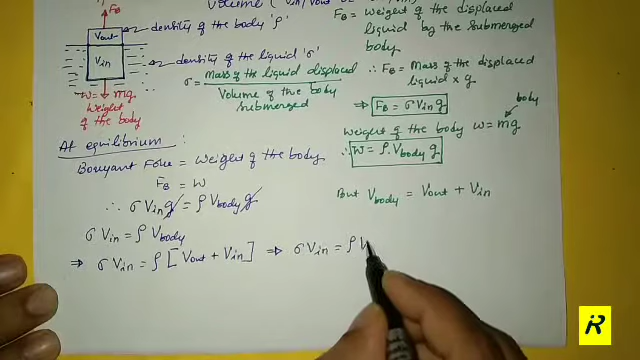 Volume
FB
Vout
density of the body 'ρ'
Vin
density of the liquid 'σ'
W = mg
Weight
of the body
σ = Mass of the liquid displaced
Volume of the body
submerged
FB = Weight of the displaced
liquid by the submerged
body
∴ FB = Mass of the displaced
liquid × g
⇒ FB = σ Vin g
body
Weight of the body W = mg
∴ W = ρ. Vbody g
But Vbody = Vout + Vin
At equilibrium
Bouyant Force = Weight of the body
FB = W
∴ σ Vin g = ρ Vbody g
σ Vin = ρ Vbody
⇒ σ Vin = ρ [ Vout + Vin ] ⇒ σ Vin = ρ V
R